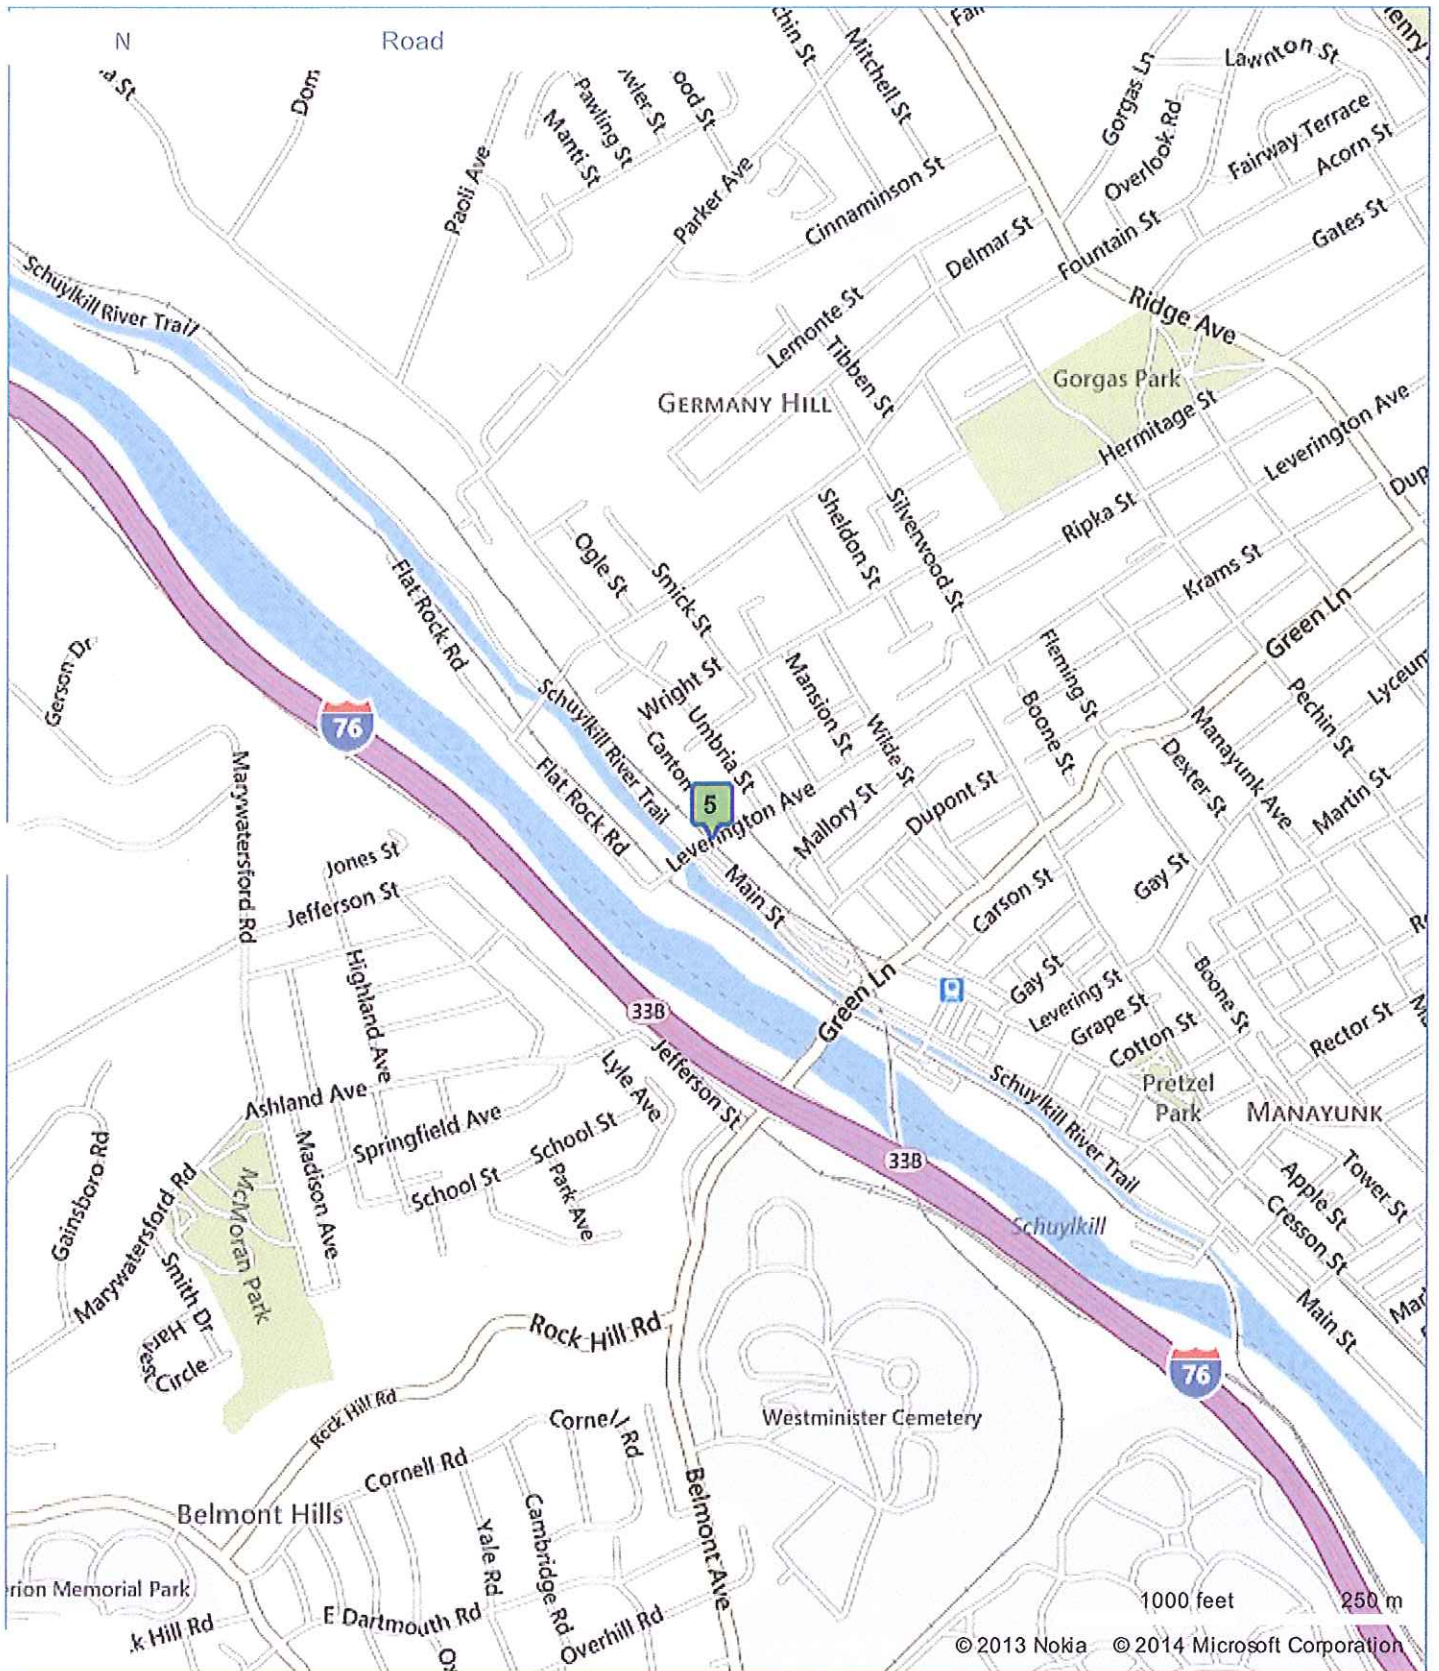 N
Road
Mitchell St
Gorgas Ln
Lawnton St
Pawling St
Manti St
Paoli Ave
Parker Ave
Cinnaminson St
Overlook Rd
Fairway Terrace
Acorn St
Gates St
Delmar St
Fountain St
Schuylkill River Trail
Lemonte St
Tibben St
Ridge Ave
Gorgas Park
GERMANY HILL
Hermitage St
Leverington Ave
Sheldon St
Silverwood St
Ripka St
Krams St
Ogle St
Smick St
Flat Rock Rd
Green Ln
Gerson Dr
Fleming St
Wright St
Mansion St
Boone St
Pechin St
Schuylkill River Trail
Umbria St
Canton
Wilde St
Manayunk Ave
Dexter St
76
Marywatersford Rd
Flat Rock Rd
5
Leverington Ave
Mallory St
Dupont St
Martin St
Jones St
Jefferson St
Main St
Carson St
Gay St
Highland Ave
Green Ln
Gay St
Levering St
Grape St
Cotton St
Boone St
Rector St
33B
Jefferson St
Lyle Ave
Schuylkill River Trail
Pretzel
Park
MANAYUNK
Ashland Ave
Springfield Ave
School St
School St
Park Ave
Madison Ave
Gainsboro Rd
Marywatersford Rd
McMoran Park
33B
Apple St
Tower St
Cresson St
Schuylkill
Smith Dr
Harvest
Circle
Main St
Rock Hill Rd
76
Rock Hill Rd
Cornell Rd
Cornell Rd
Westminister Cemetery
Belmont Hills
Belmont Ave
Yale Rd
Cambridge Rd
rion Memorial Park
k Hill Rd
E Dartmouth Rd
Overhill Rd
1000 feet 250 m
© 2013 Nokia © 2014 Microsoft Corporation